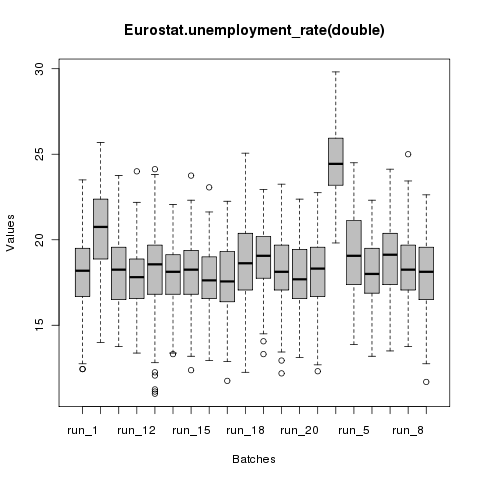 Eurostat.unemployment_rate(double)
Values
30
25
20
15
run_1 run_12 run_15 run_18 run_20 run_5 run_8
Batches